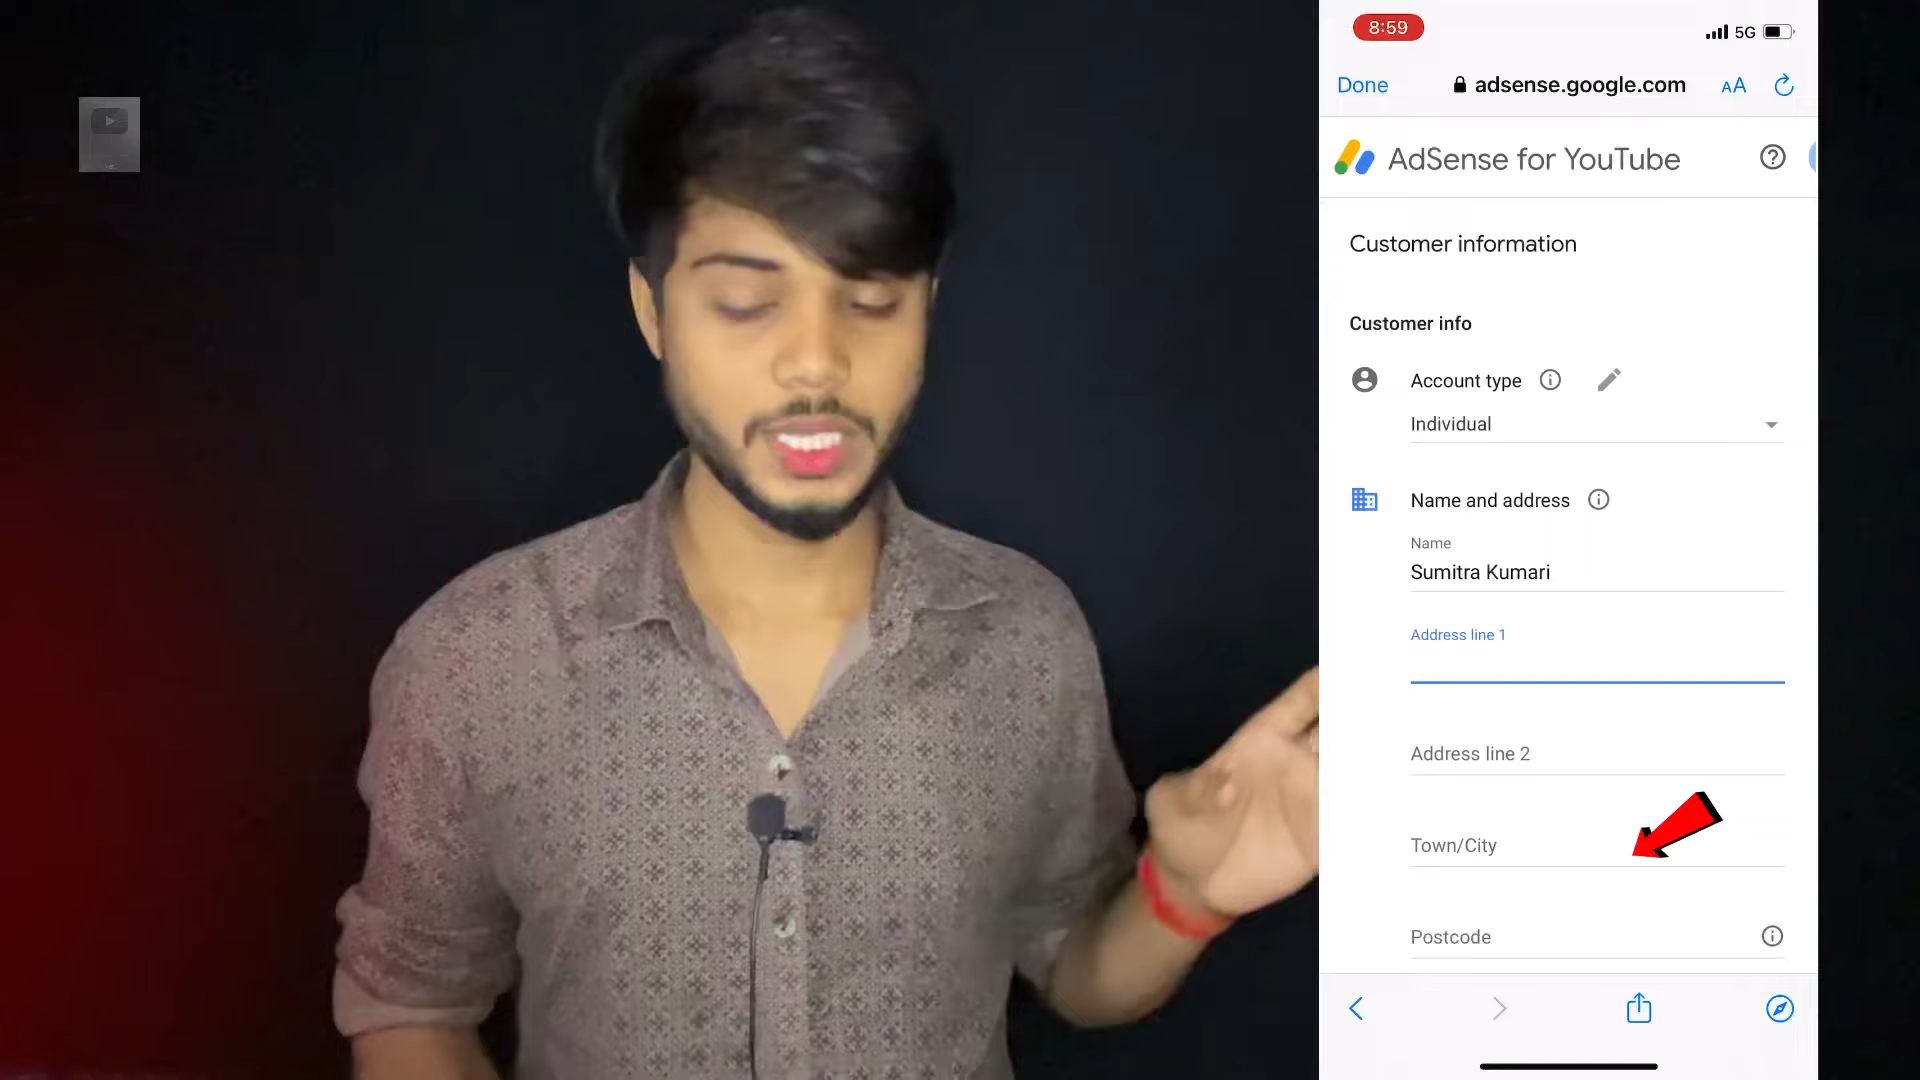 8:59
5G
Done
adsense.google.com
AA
AdSense for YouTube
Customer information
Customer info
Account type
Individual
Name and address
Name
Sumitra Kumari
Address line 1
Address line 2
Town/City
Postcode